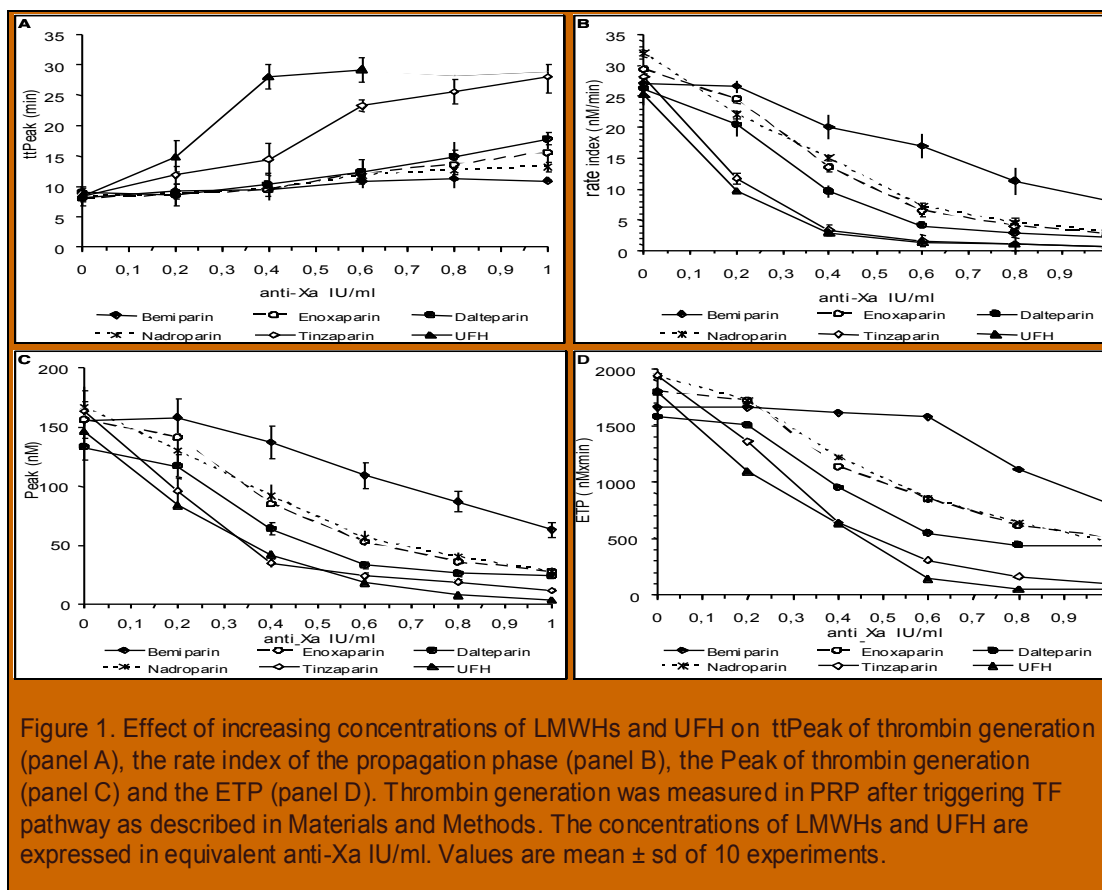 A
35
30
25
20
15
10
5
0
ttPeak (min)
0 0,1 0,2 0,3 0,4 0,5 0,6 0,7 0,8 0,9 1
anti-Xa IU/ml
Bemiparin Enoxaparin Dalteparin
Nadroparin Tinzaparin UFH
B
35
30
25
20
15
10
5
0
rate index (nM/min)
0 0,1 0,2 0,3 0,4 0,5 0,6 0,7 0,8 0,9
anti-Xa IU/ml
Bemiparin Enoxaparin Dalteparin
Nadroparin Tinzaparin UFH
C
200
150
100
50
0
Peak (nM)
0 0,1 0,2 0,3 0,4 0,5 0,6 0,7 0,8 0,9 1
anti_Xa IU/ml
Bemiparin Enoxaparin Dalteparin
Nadroparin Tinzaparin UFH
D
2000
1500
1000
500
0
ETP ( nMxmin)
0 0,1 0,2 0,3 0,4 0,5 0,6 0,7 0,8 0,9
anti_Xa IU/ml
Bemiparin Enoxaparin Dalteparin
Nadroparin Tinzaparin UFH
Figure 1. Effect of increasing concentrations of LMWHs and UFH on ttPeak of thrombin generation
(panel A), the rate index of the propagation phase (panel B), the Peak of thrombin generation
(panel C) and the ETP (panel D). Thrombin generation was measured in PRP after triggering TF
pathway as described in Materials and Methods. The concentrations of LMWHs and UFH are
expressed in equivalent anti-Xa IU/ml. Values are mean ± sd of 10 experiments.